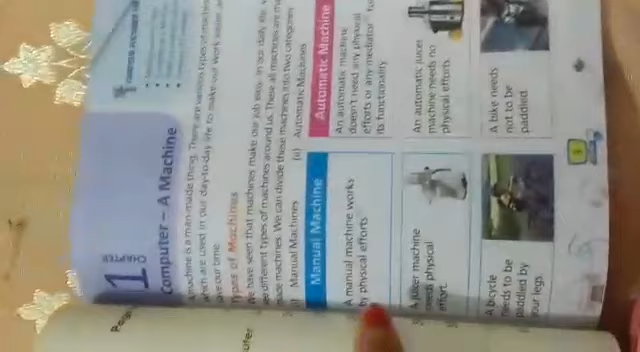 CHAPTER
1
Computer – A Machine
A machine is a man-made thing. There are various types of machines
which are used in our day-to-day life to make our work easier and
save our time.
Types of Machines
We have seen that machines make our job easy. In our daily life, 
see different types of machines around us. These all machines are man
made machines. We can divide these machines into two categories
Manual Machines (ii) Automatic Machines
Manual Machine
A manual machine works
by physical efforts
A juicer machine
needs physical
effort.
A bicycle
needs to be
paddled by
your legs.
Automatic Machine
An automatic machine
doesn't need any physical
efforts or any mediator for
its functionality
An automatic juicer
machine needs no
physical efforts.
A bike needs
not to be
paddled